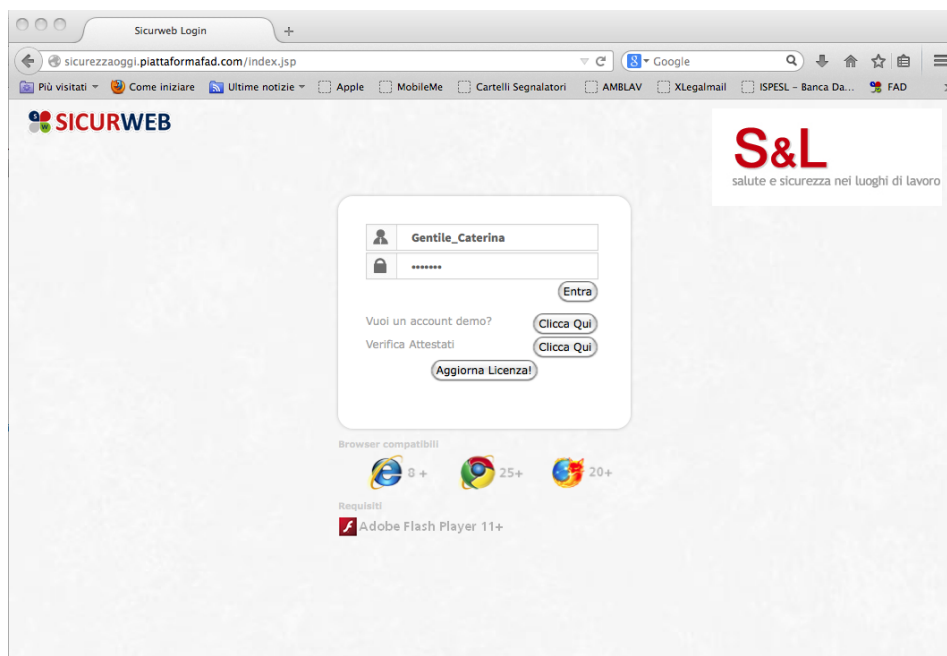 Sicurweb Login
sicurezzaoggi.piattaformafad.com/index.jsp
Google
Più visitati
Come iniziare
Ultime notizie
Apple
MobileMe
Cartelli Segnalatori
AMBLAV
XLegalmail
ISPESL – Banca Da...
FAD
SICURWEB
S&L
salute e sicurezza nei luoghi di lavoro
Gentile_Caterina
•••••••
Entra
Vuoi un account demo?
Clicca Qui
Verifica Attestati
Clicca Qui
Aggiorna Licenza!
Browser compatibili
8 +
25+
20+
Requisiti
Adobe Flash Player 11+